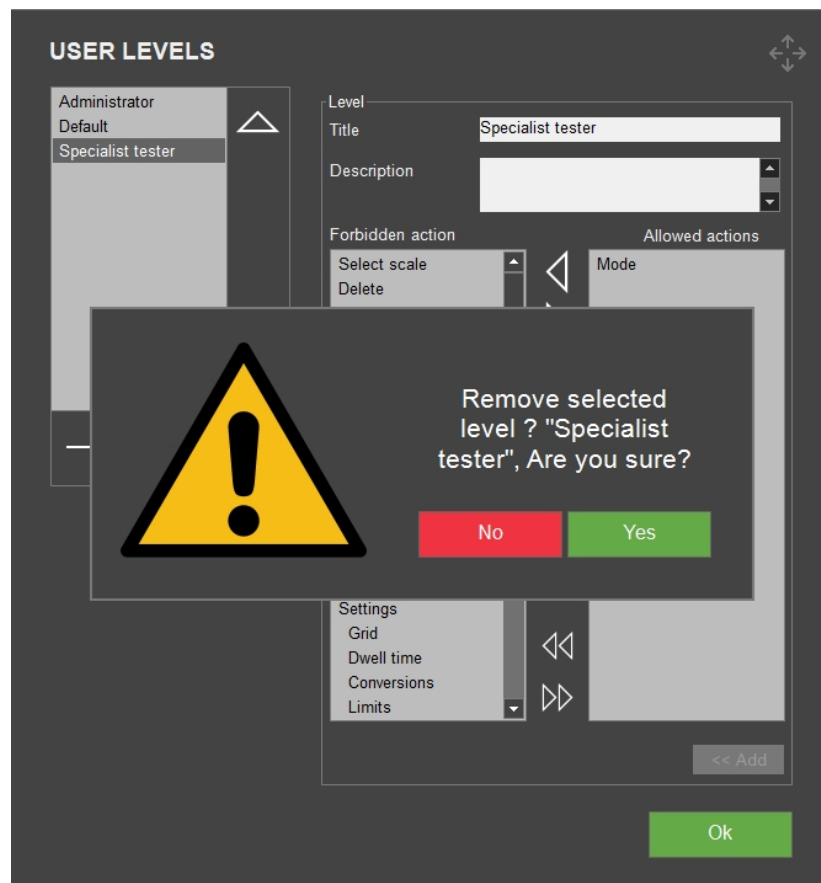 USER LEVELS
Administrator
Default
Specialist tester
Level
Title
Specialist tester
Description
Forbidden action
Allowed actions
Select scale
Delete
Mode
Remove selected
level ? "Specialist
tester", Are you sure?
No
Yes
Settings
Grid
Dwell time
Conversions
Limits
<< Add
Ok